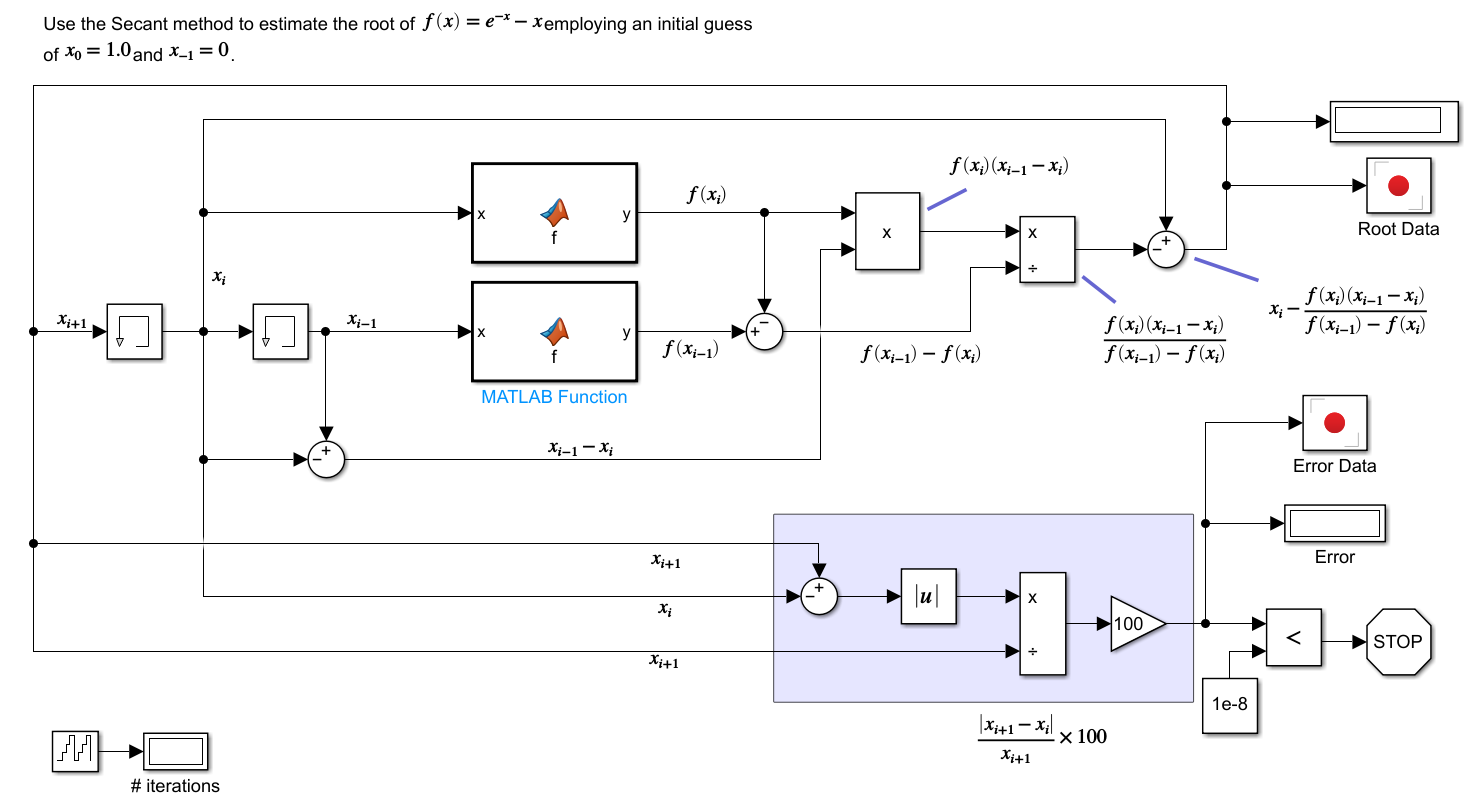 Use the Secant method to estimate the root of f(x) = e^{-x} − x employing an initial guess
of x_0 = 1.0 and x_{-1} = 0.
f(x_i)(x_{i−1} − x_i)
x
y
f
f(x_i)
x
x
÷
−
+
Root Data
x_i
x_i − \frac{f(x_i)(x_{i−1} − x_i)}{f(x_{i−1}) − f(x_i)}
x_{i+1}
x_{i−1}
x
y
f
f(x_{i−1})
+
−
f(x_{i−1}) − f(x_i)
\frac{f(x_i)(x_{i−1} − x_i)}{f(x_{i−1}) − f(x_i)}
MATLAB Function
−
+
x_{i−1} − x_i
Error Data
Error
x_{i+1}
x_i
−
+
|u|
x
÷
100
<
STOP
x_{i+1}
1e-8
\frac{|x_{i+1} − x_i|}{x_{i+1}} × 100
# iterations